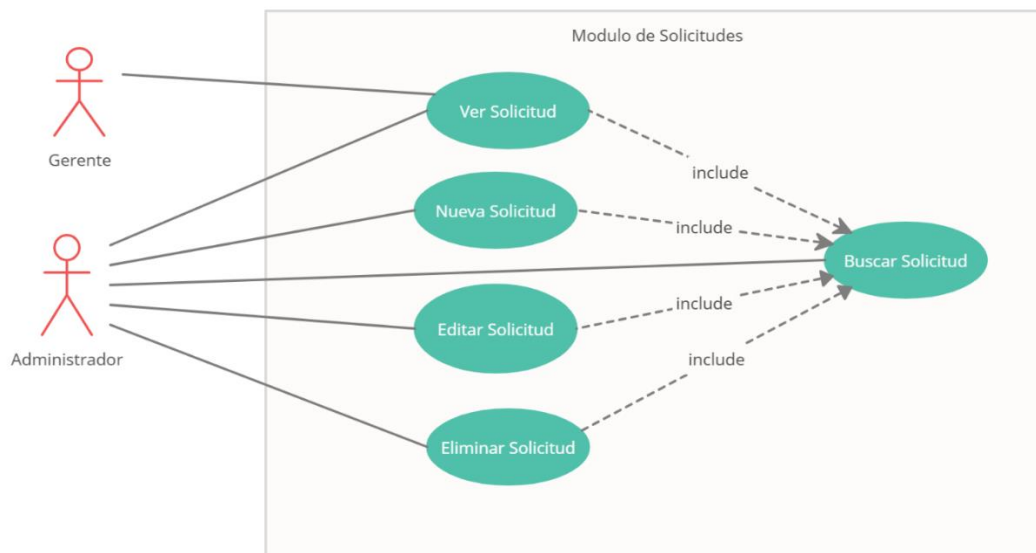 Modulo de Solicitudes
Gerente
Ver Solicitud
include
Nueva Solicitud
include
Buscar Solicitud
Administrador
Editar Solicitud
include
include
Eliminar Solicitud